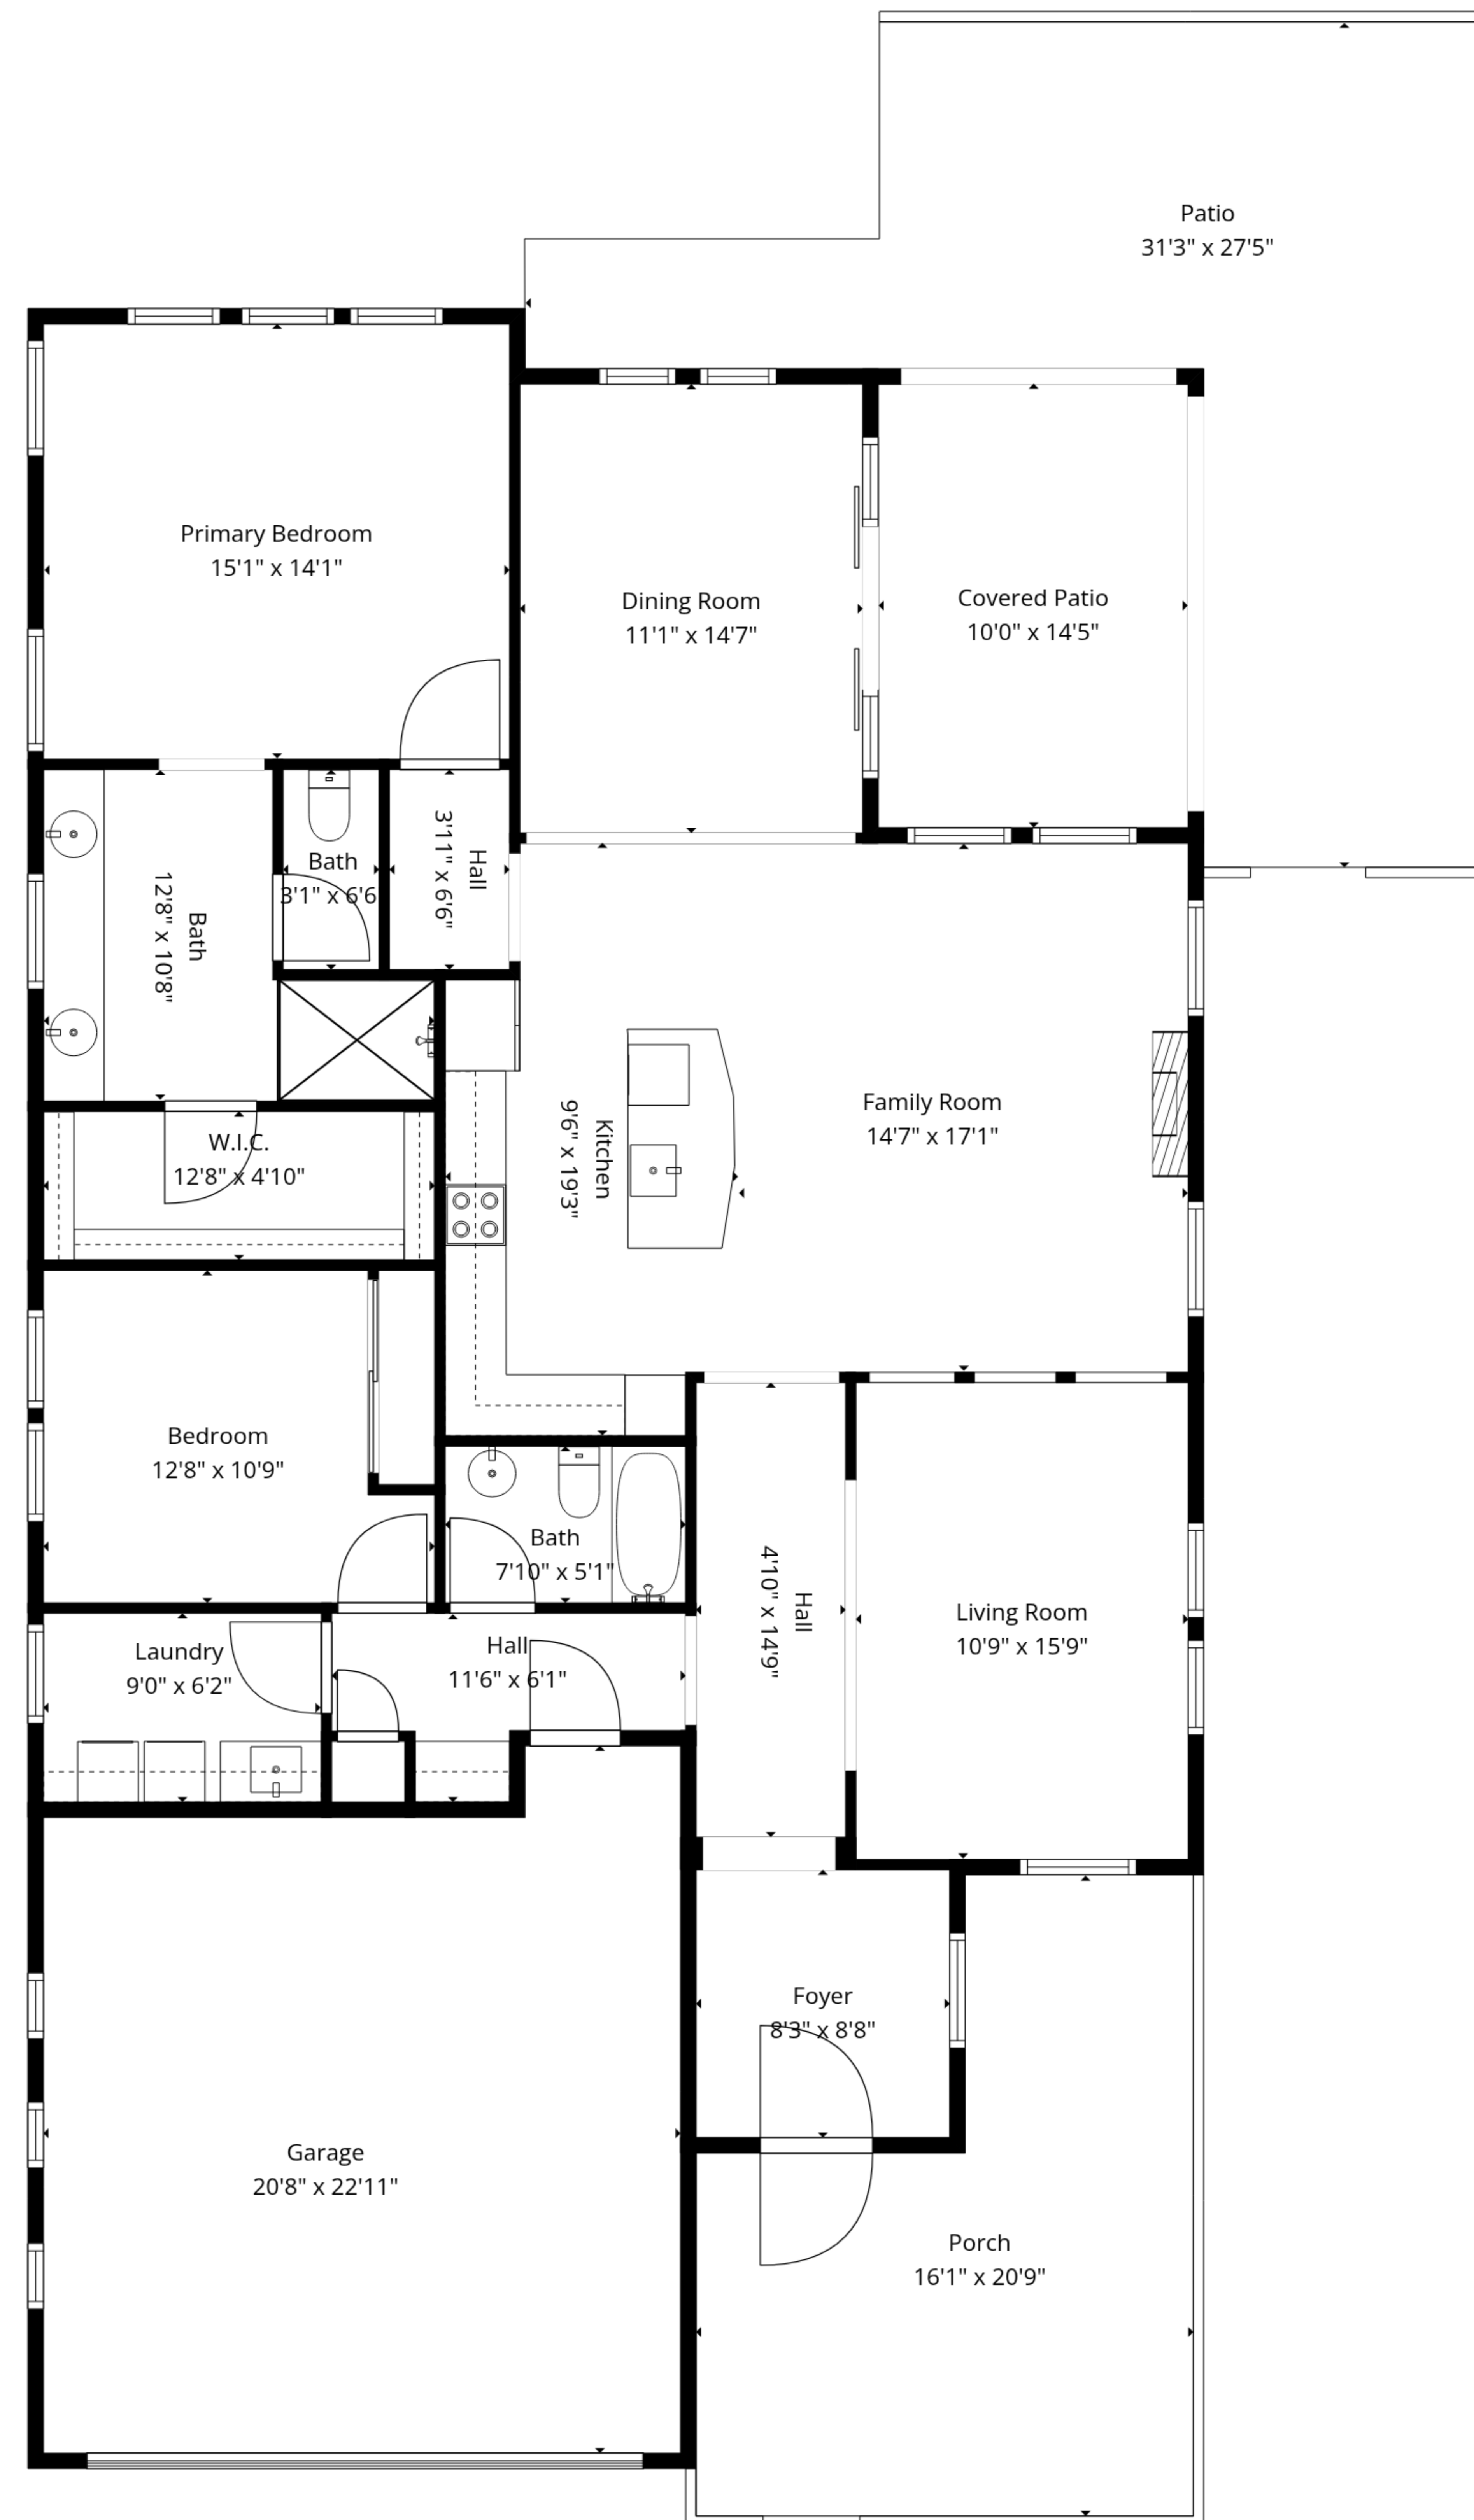 Patio
31'3" x 27'5"
Primary Bedroom
15'1" x 14'1"
Dining Room
11'1" x 14'7"
Covered Patio
10'0" x 14'5"
Bath
3'1" x 6'6
Hall
3'11" x 6'6"
Bath
12'8" x 10'8"
W.I.C.
12'8" x 4'10"
Kitchen
9'6" x 19'3"
Family Room
14'7" x 17'1"
Bedroom
12'8" x 10'9"
Bath
7'10" x 5'1"
Hall
4'10" x 14'9"
Living Room
10'9" x 15'9"
Laundry
9'0" x 6'2"
Hall
11'6" x 6'1"
Foyer
8'3" x 8'8"
Garage
20'8" x 22'11"
Porch
16'1" x 20'9"